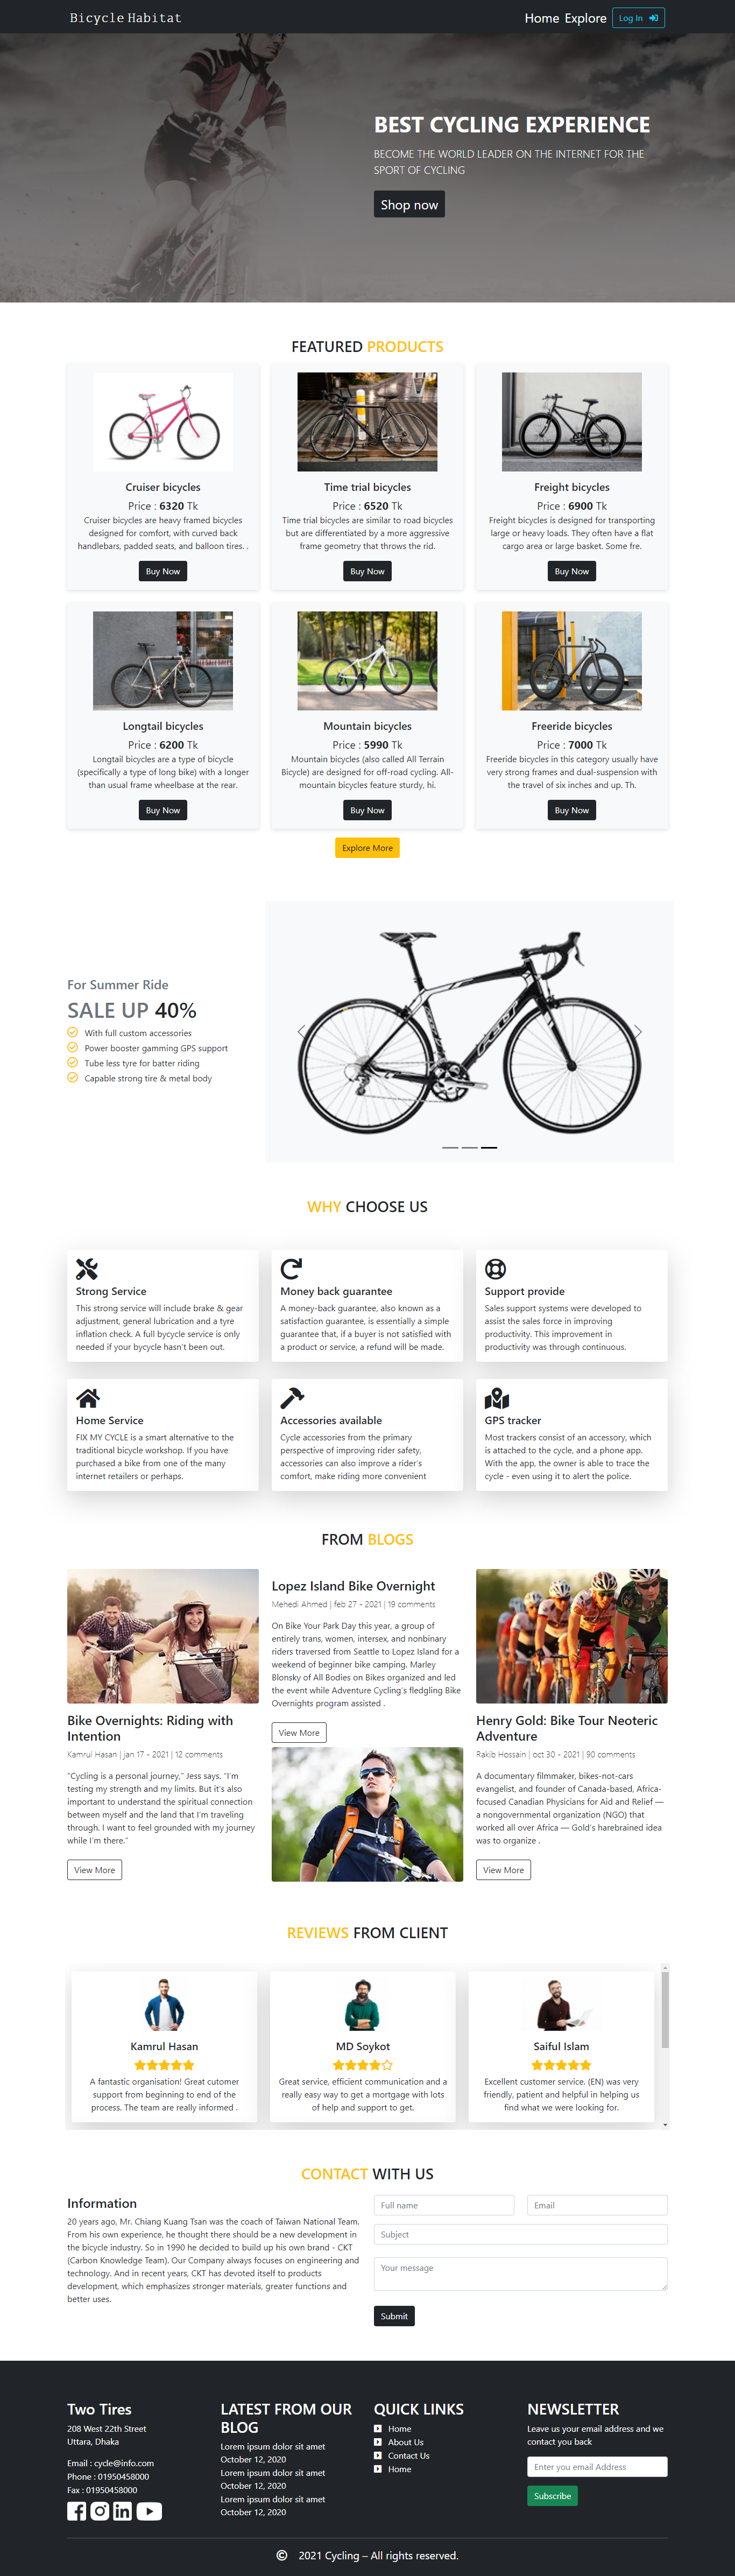 Bicycle Habitat
Home Explore Log In
BEST CYCLING EXPERIENCE
BECOME THE WORLD LEADER ON THE INTERNET FOR THE
SPORT OF CYCLING
Shop now
FEATURED PRODUCTS
Cruiser bicycles
Price : 6320 Tk
Cruiser bicycles are heavy framed bicycles
designed for comfort, with curved back
handlebars, padded seats, and balloon tires. .
Buy Now
Time trial bicycles
Price : 6520 Tk
Time trial bicycles are similar to road bicycles
but are differentiated by a more aggressive
frame geometry that throws the rid.
Buy Now
Freight bicycles
Price : 6900 Tk
Freight bicycles is designed for transporting
large or heavy loads. They often have a flat
cargo area or large basket. Some fre.
Buy Now
Longtail bicycles
Price : 6200 Tk
Longtail bicycles are a type of bicycle
(specifically a type of long bike) with a longer
than usual frame wheelbase at the rear.
Buy Now
Mountain bicycles
Price : 5990 Tk
Mountain bicycles (also called All Terrain
Bicycle) are designed for off-road cycling. All-
mountain bicycles feature sturdy, hi.
Buy Now
Freeride bicycles
Price : 7000 Tk
Freeride bicycles in this category usually have
very strong frames and dual-suspension with
the travel of six inches and up. Th.
Buy Now
Explore More
For Summer Ride
SALE UP 40%
With full custom accessories
Power booster gamming GPS support
Tube less tyre for batter riding
Capable strong tire & metal body
WHY CHOOSE US
Strong Service
This strong service will include brake & gear
adjustment, general lubrication and a tyre
inflation check. A full bycycle service is only
needed if your bycycle hasn't been out.
Money back guarantee
A money-back guarantee, also known as a
satisfaction guarantee, is essentially a simple
guarantee that, if a buyer is not satisfied with
a product or service, a refund will be made.
Support provide
Sales support systems were developed to
assist the sales force in improving
productivity. This improvement in
productivity was through continuous.
Home Service
FIX MY CYCLE is a smart alternative to the
traditional bicycle workshop. If you have
purchased a bike from one of the many
internet retailers or perhaps.
Accessories available
Cycle accessories from the primary
perspective of improving rider safety,
accessories can also improve a rider's
comfort, make riding more convenient
GPS tracker
Most trackers consist of an accessory, which
is attached to the cycle, and a phone app.
With the app, the owner is able to trace the
cycle - even using it to alert the police.
FROM BLOGS
Bike Overnights: Riding with
Intention
Kamrul Hasan | jan 17 - 2021 | 12 comments
"Cycling is a personal journey," Jess says. "I'm
testing my strength and my limits. But it's also
important to understand the spiritual connection
between myself and the land that I'm traveling
through. I want to feel grounded with my journey
while I'm there."
View More
Lopez Island Bike Overnight
Mehedi Ahmed | feb 27 - 2021 | 19 comments
On Bike Your Park Day this year, a group of
entirely trans, women, intersex, and nonbinary
riders traversed from Seattle to Lopez Island for a
weekend of beginner bike camping. Marley
Blonsky of All Bodies on Bikes organized and led
the event while Adventure Cycling's fledgling Bike
Overnights program assisted .
View More
Henry Gold: Bike Tour Neoteric
Adventure
Rakib Hossain | oct 30 - 2021 | 90 comments
A documentary filmmaker, bikes-not-cars
evangelist, and founder of Canada-based, Africa-
focused Canadian Physicians for Aid and Relief —
a nongovernmental organization (NGO) that
worked all over Africa — Gold's harebrained idea
was to organize .
View More
REVIEWS FROM CLIENT
Kamrul Hasan
A fantastic organisation! Great cutomer
support from beginning to end of the
process. The team are really informed .
MD Soykot
Great service, efficient communication and a
really easy way to get a mortgage with lots
of help and support to get.
Saiful Islam
Excellent customer service. (EN) was very
friendly, patient and helpful in helping us
find what we were looking for.
CONTACT WITH US
Information
20 years ago, Mr. Chiang Kuang Tsan was the coach of Taiwan National Team.
From his own experience, he thought there should be a new development in
the bicycle industry. So in 1990 he decided to build up his own brand - CKT
(Carbon Knowledge Team). Our Company always focuses on engineering and
technology. And in recent years, CKT has devoted itself to products
development, which emphasizes stronger materials, greater functions and
better uses.
Full name
Email
Subject
Your message
Submit
Two Tires
208 West 22th Street
Uttara, Dhaka
Email : cycle@info.com
Phone : 01950458000
Fax : 01950458000
LATEST FROM OUR
BLOG
Lorem ipsum dolor sit amet
October 12, 2020
Lorem ipsum dolor sit amet
October 12, 2020
Lorem ipsum dolor sit amet
October 12, 2020
QUICK LINKS
Home
About Us
Contact Us
Home
NEWSLETTER
Leave us your email address and we
contact you back
Enter you email Address
Subscribe
© 2021 Cycling – All rights reserved.